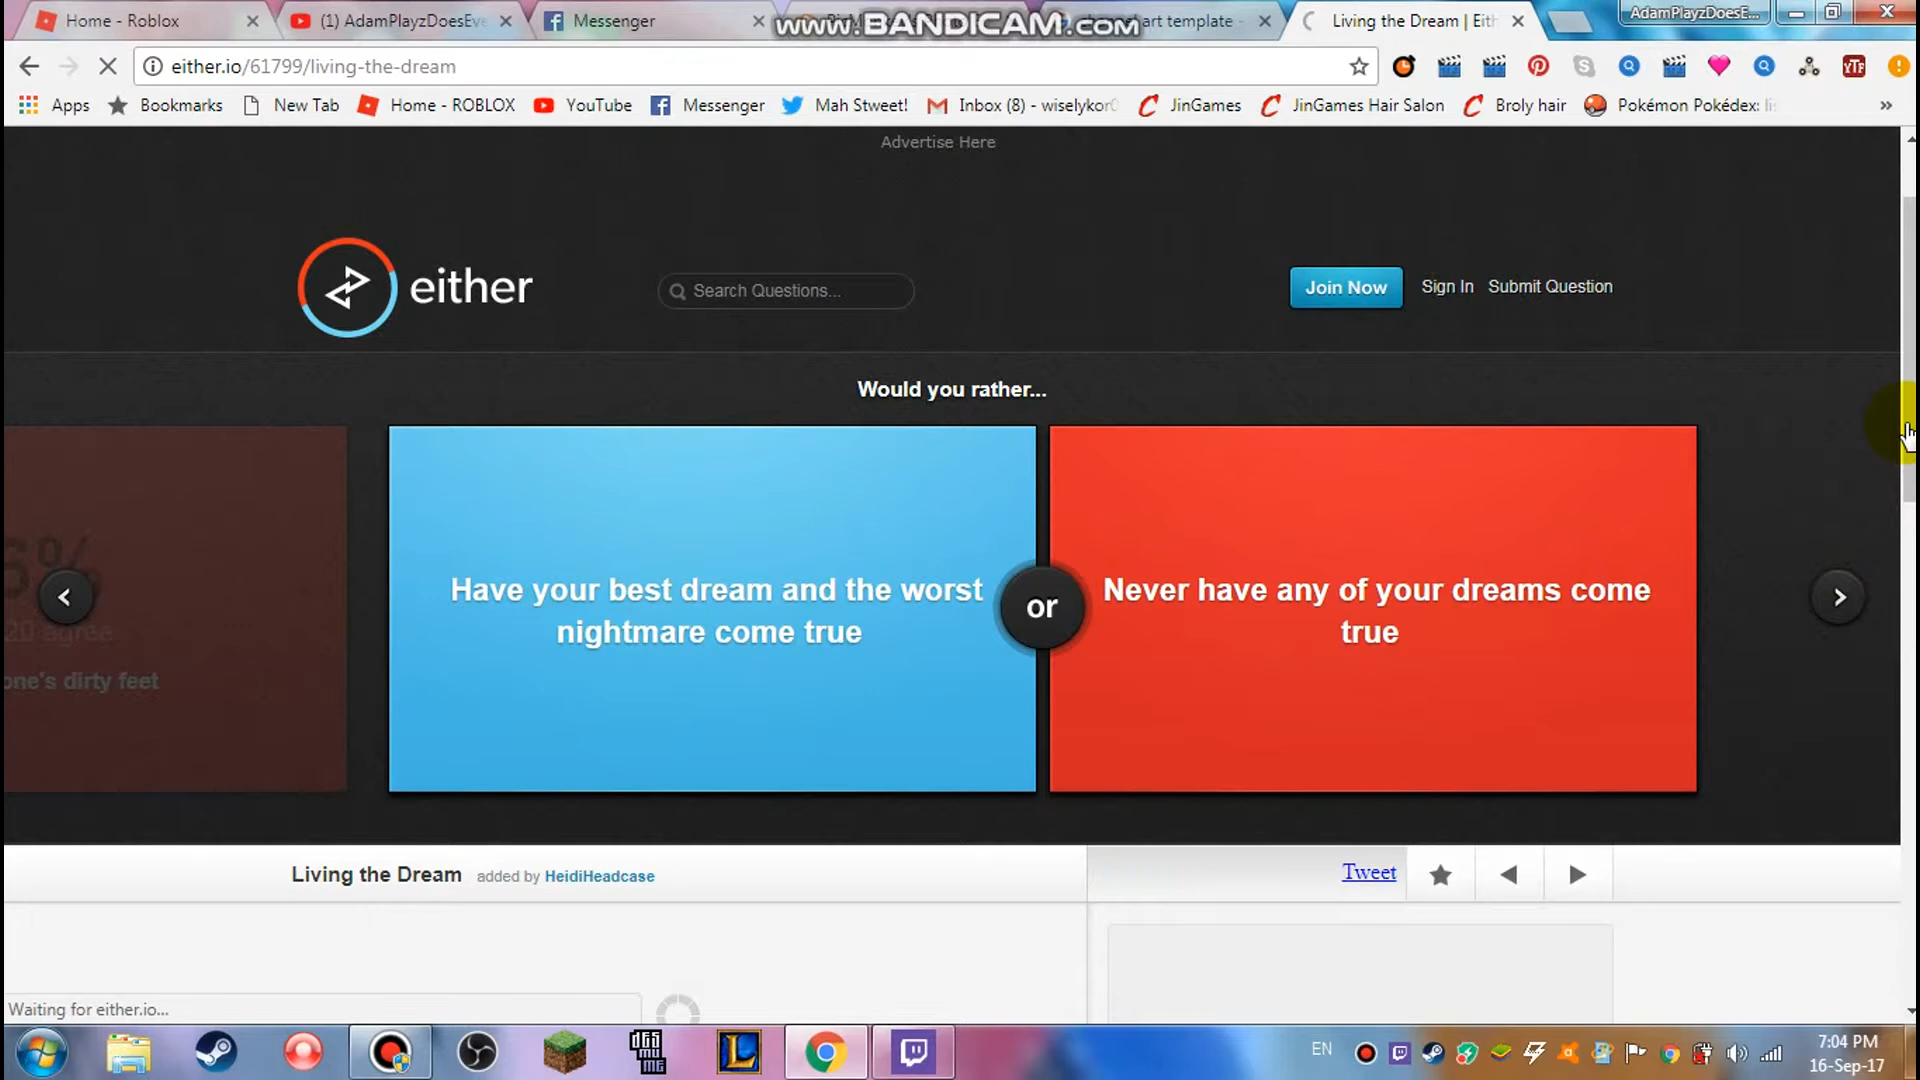 Home - Roblox
(1) AdamPlayzDoesEve
Messenger
www.BANDICAM.com
art template -
Living the Dream | Eith
AdamPlayzDoesE...
either.io/61799/living-the-dream
Apps
Bookmarks
New Tab
Home - ROBLOX
YouTube
Messenger
Mah Stweet!
Inbox (8) - wiselykor
JinGames
JinGames Hair Salon
Broly hair
Pokémon Pokédex: li
»
Advertise Here
either
Search Questions...
Join Now
Sign In
Submit Question
Would you rather...
Have your best dream and the worst
nightmare come true
or
Never have any of your dreams come
true
6%
20 agree
one's dirty feet
Living the Dream
added by HeidiHeadcase
Tweet
Waiting for either.io...
EN
7:04 PM
16-Sep-17